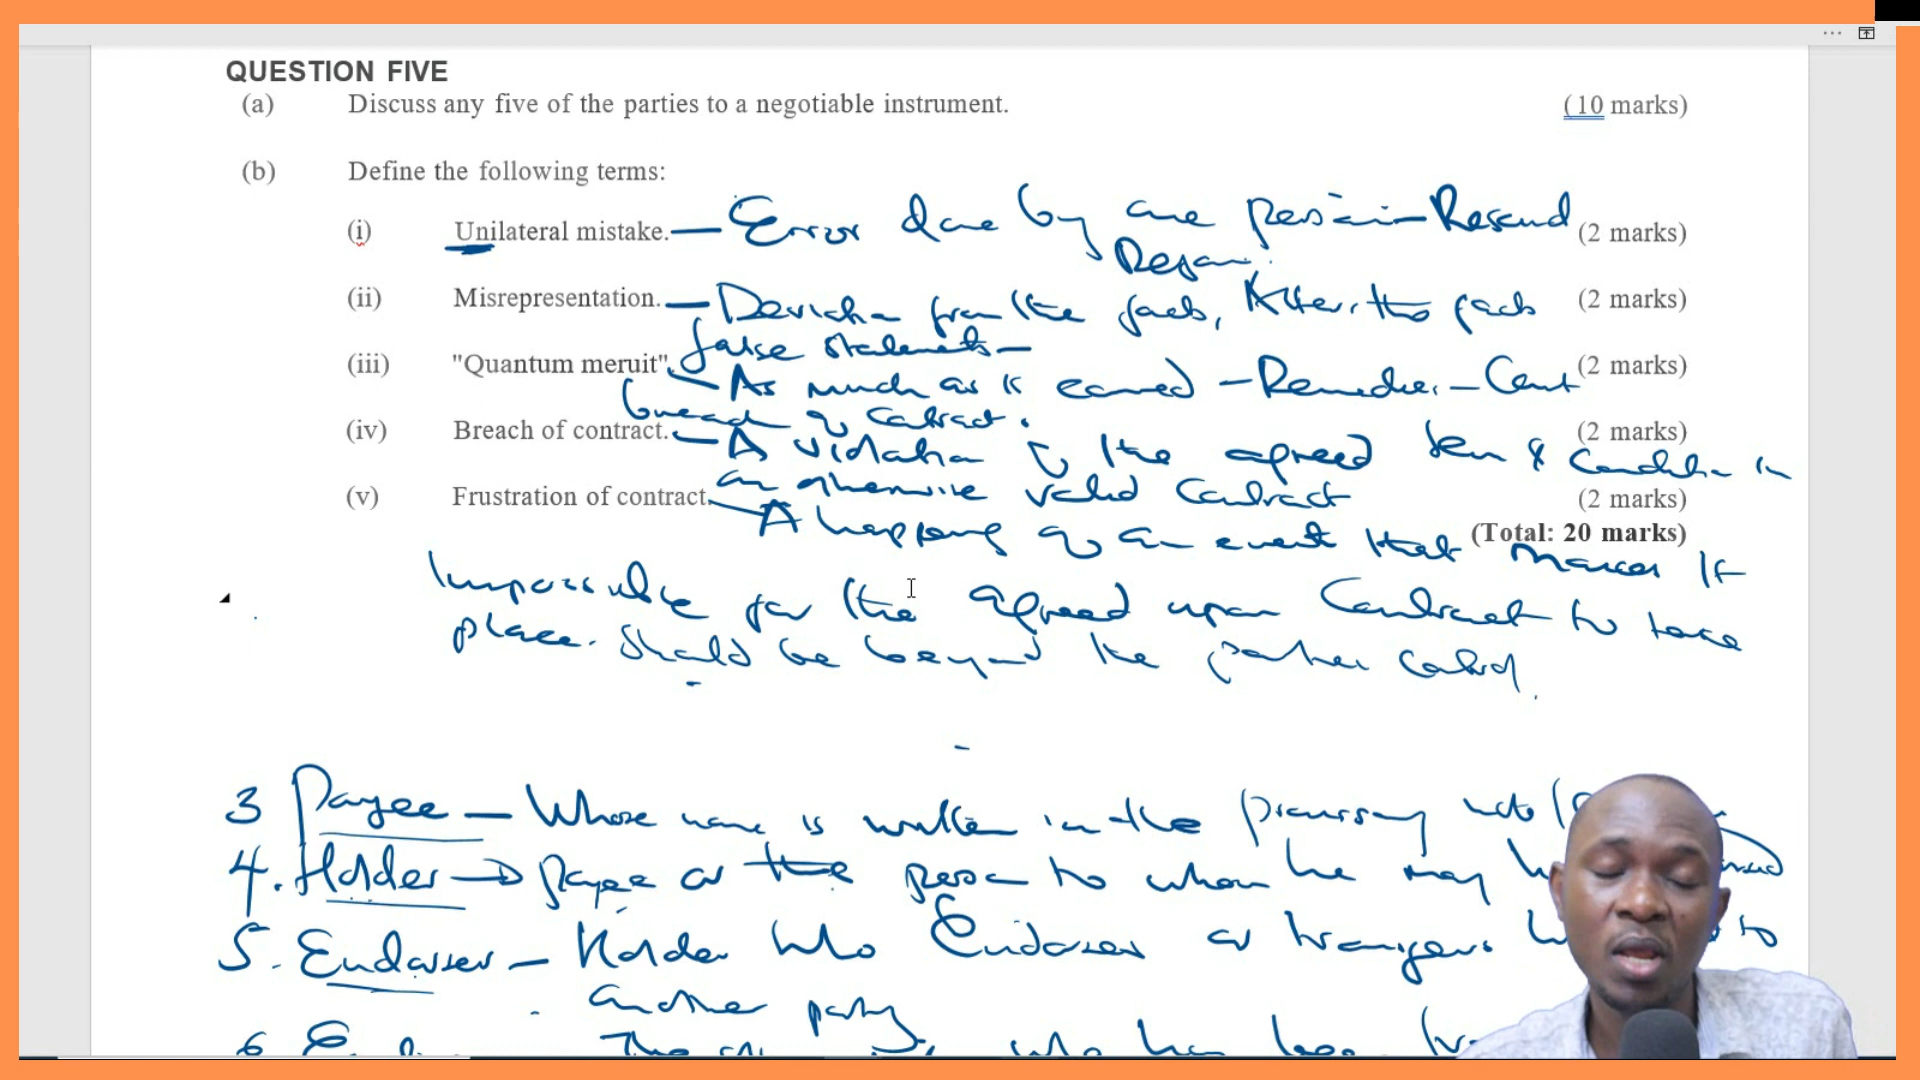 QUESTION FIVE
(a) Discuss any five of the parties to a negotiable instrument. (10 marks)
(b) Define the following terms:
(i) Unilateral mistake. — Error done by one person - (2 marks)
(ii) Misrepresentation. — from the facts, Alter the facts (2 marks)
false statements -
(iii) "Quantum meruit". As much as is earned - - (2 marks)
breach of contract.
(iv) Breach of contract. — A violation of the agreed term & condition in (2 marks)
an otherwise valid contract
(v) Frustration of contract. A happening of an event that makes it (2 marks)
(Total: 20 marks)
Impossible for the agreed upon contract to take
place. Should be beyond the parties control.
3 Payee — Whose name is written in the promissory note
4. Holder → payee or the person to whom he may
5. Endorser — Holder who Endorses or transfers to
another party
6 who has been